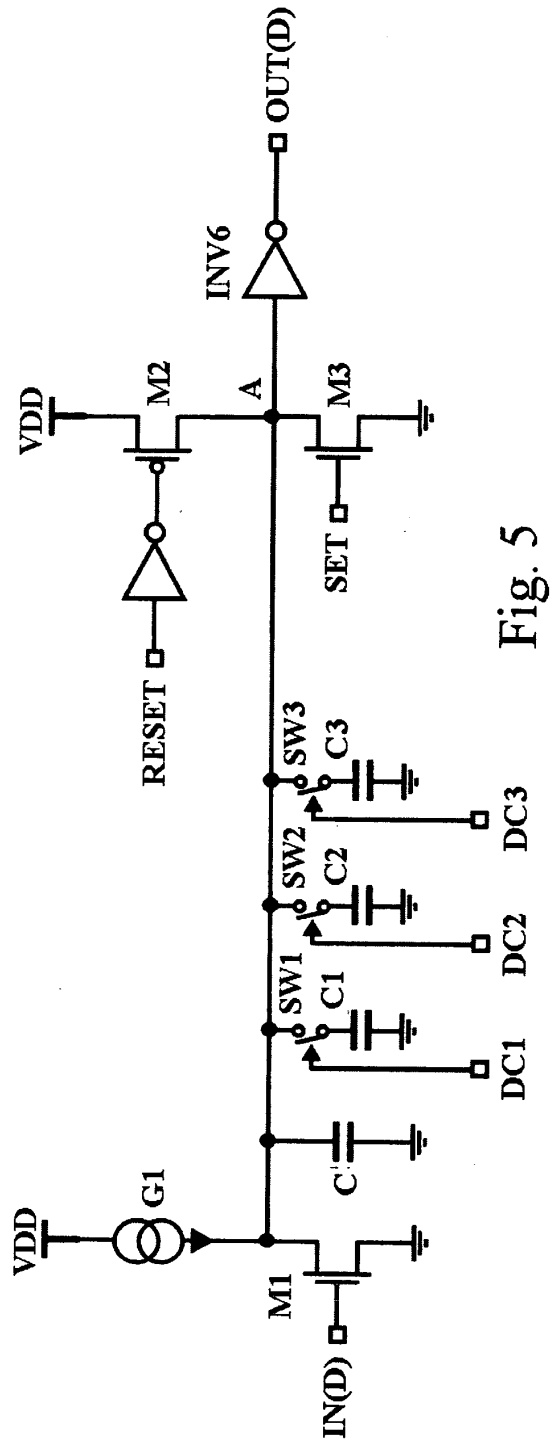 VDD
G1
M1
IN(D)
C
SW1
C1
DC1
SW2
C2
DC2
SW3
C3
DC3
RESET
VDD
M2
A
SET
M3
INV6
OUT(D)
Fig. 5